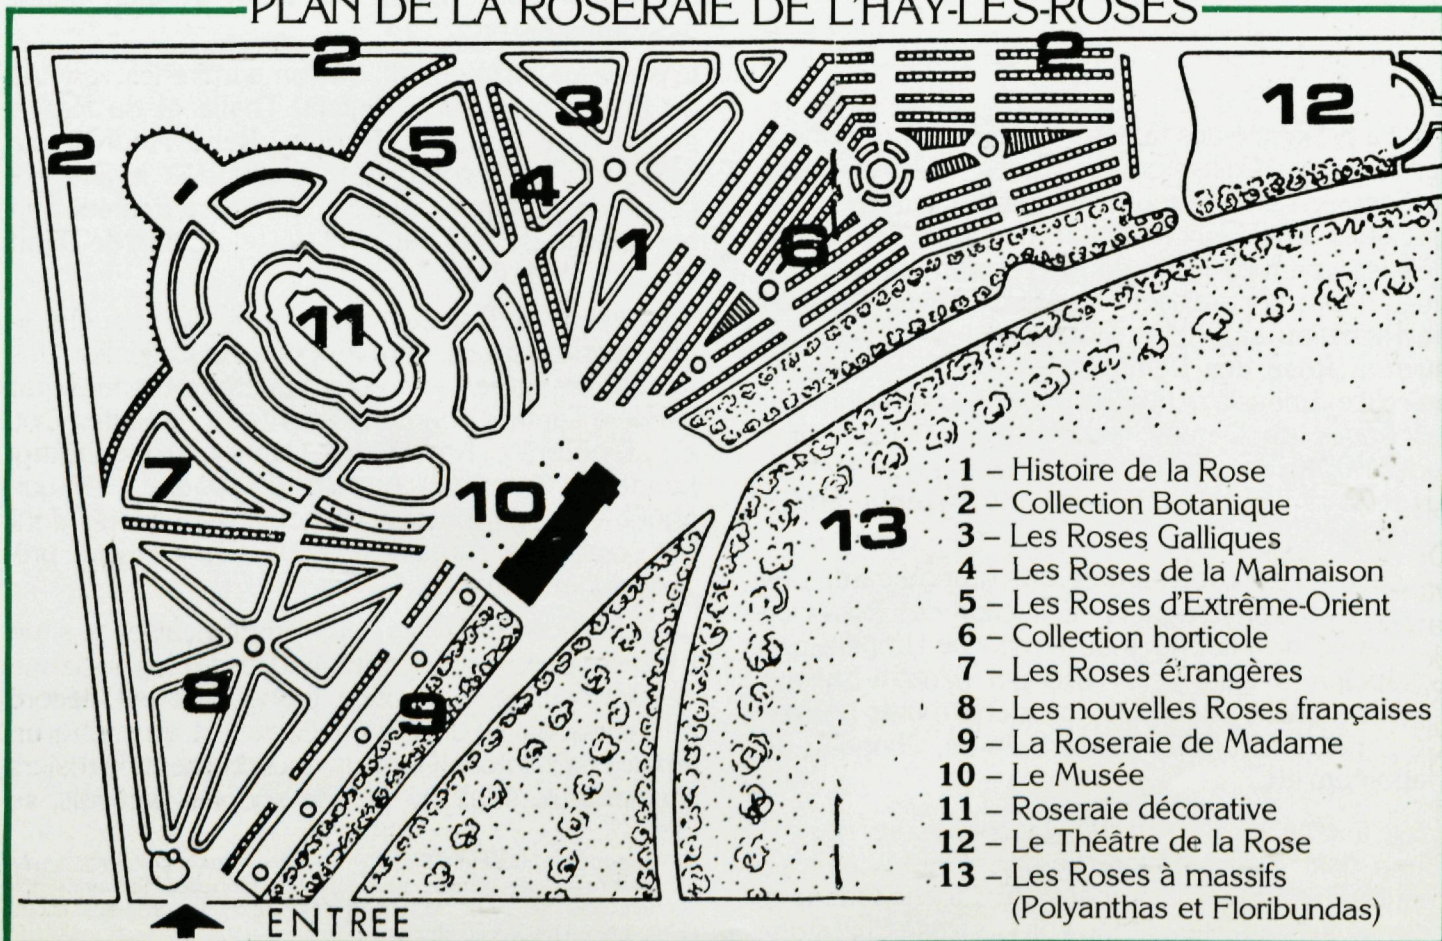 PLAN DE LA ROSERAIE DE L'HAY-LES-ROSES
2
2
12
3
5
2
4
1
6
11
7
10
13
8
9
1 – Histoire de la Rose
2 – Collection Botanique
3 – Les Roses Galliques
4 – Les Roses de la Malmaison
5 – Les Roses d'Extrême-Orient
6 – Collection horticole
7 – Les Roses étrangères
8 – Les nouvelles Roses françaises
9 – La Roseraie de Madame
10 – Le Musée
11 – Roseraie décorative
12 – Le Théâtre de la Rose
13 – Les Roses à massifs
(Polyanthas et Floribundas)
ENTREE